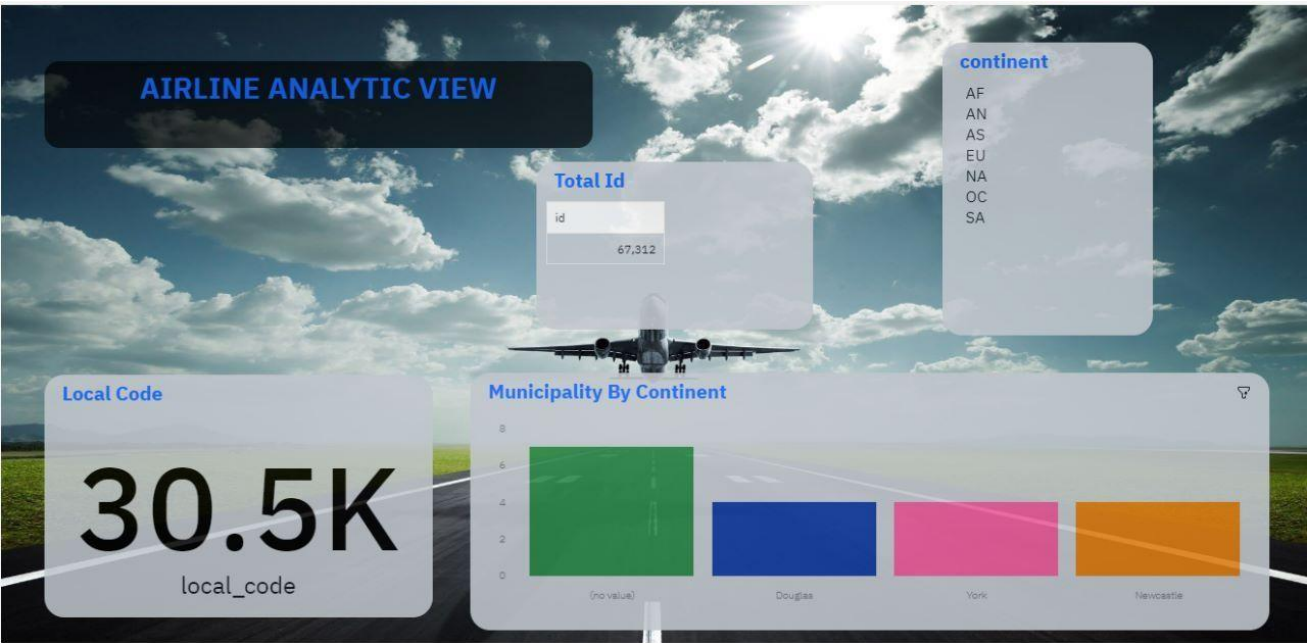 AIRLINE ANALYTIC VIEW
continent
AF
AN
AS
EU
NA
OC
SA
Total Id
id
67,312
Local Code
30.5K
local_code
Municipality By Continent
8
6
4
2
0
(no value)
Douglas
York
Newcastle